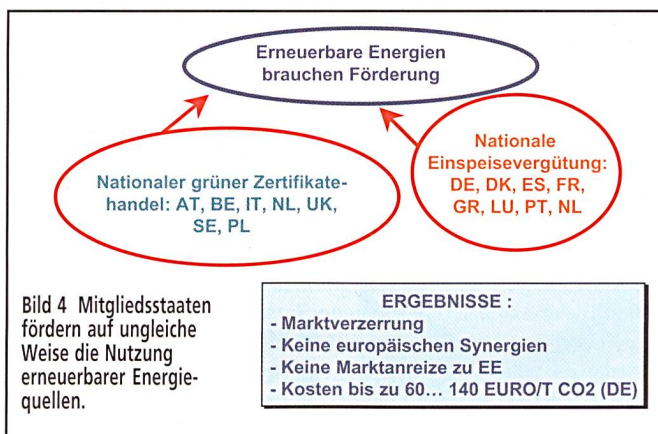 Erneuerbare Energien
brauchen Förderung
Nationaler grüner Zertifikate-
handel: AT, BE, IT, NL, UK,
SE, PL
Nationale
Einspeisevergütung:
DE, DK, ES, FR,
GR, LU, PT, NL
Bild 4 Mitgliedsstaaten
fördern auf ungleiche
Weise die Nutzung
erneuerbarer Energie-
quellen.
ERGEBNISSE :
- Marktverzerrung
- Keine europäischen Synergien
- Keine Marktanreize zu EE
- Kosten bis zu 60... 140 EURO/T CO2 (DE)